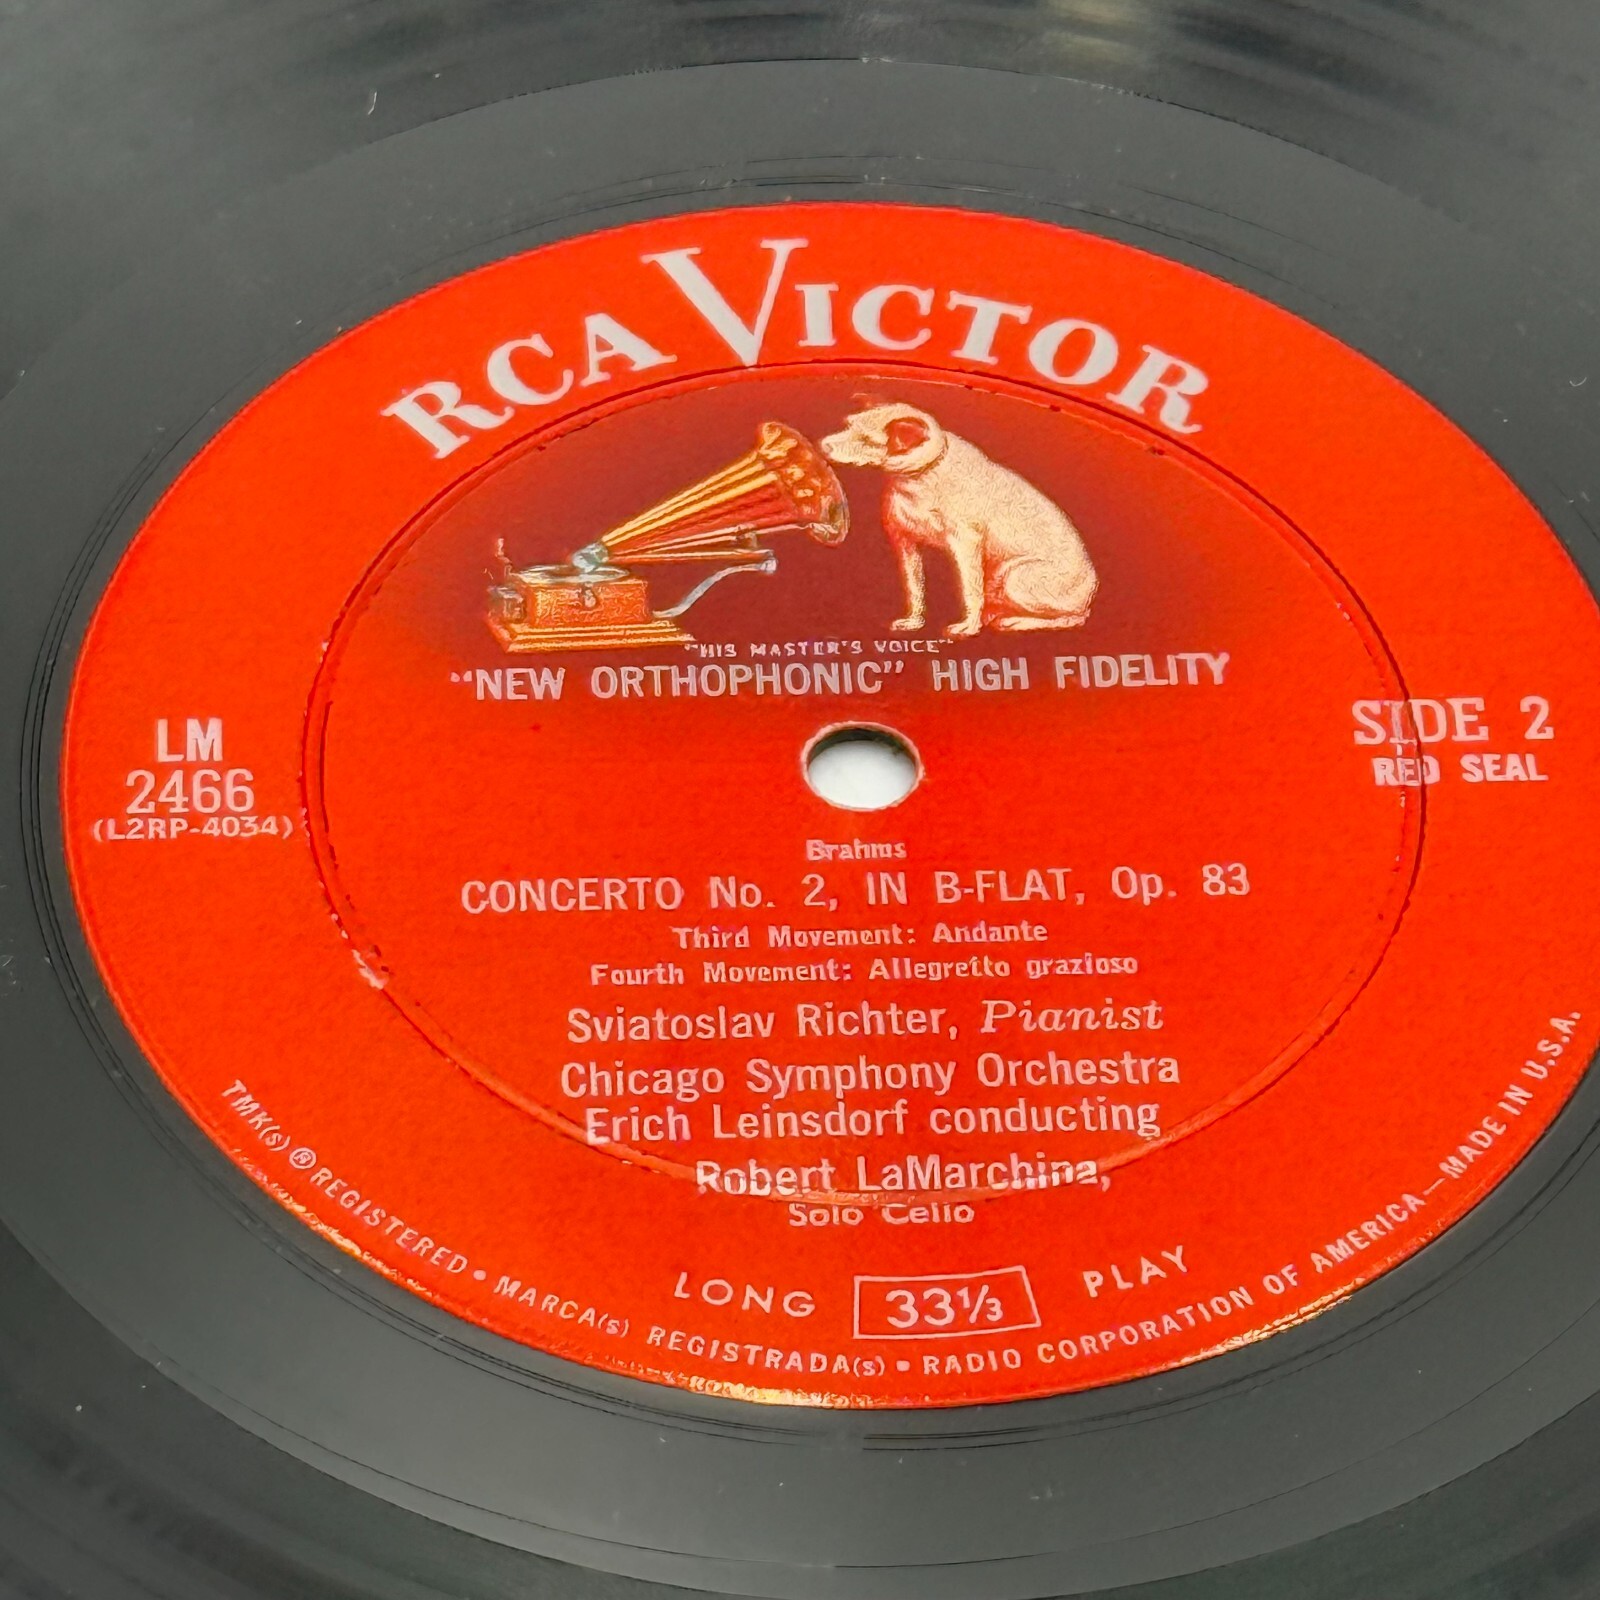 RCA VICTOR
"HIS MASTER'S VOICE"
"NEW ORTHOPHONIC" HIGH FIDELITY
LM
2466
(L2RP-4034)
SIDE 2
RED SEAL
Brahms
CONCERTO No. 2, IN B-FLAT, Op. 83
Third Movement: Andante
Fourth Movement: Allegretto grazioso
Sviatoslav Richter, Pianist
Chicago Symphony Orchestra
Erich Leinsdorf conducting
Robert LaMarchina,
Solo Cello
LONG 33⅓ PLAY
TMK(s) ® REGISTERED • MARCA(s) REGISTRADA(s) • RADIO CORPORATION OF AMERICA—MADE IN U.S.A.